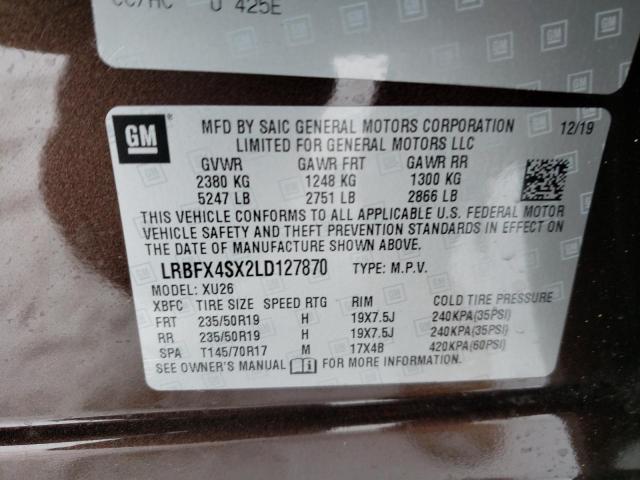 U 425E
GM
GM
MFD BY SAIC GENERAL MOTORS CORPORATION 12/19
LIMITED FOR GENERAL MOTORS LLC
GVWR GAWR FRT GAWR RR
2380 KG 1248 KG 1300 KG
5247 LB 2751 LB 2866 LB
THIS VEHICLE CONFORMS TO ALL APPLICABLE U.S. FEDERAL MOTOR
VEHICLE SAFETY AND THEFT PREVENTION STANDARDS IN EFFECT ON
THE DATE OF MANUFACTURE SHOWN ABOVE.
LRBFX4SX2LD127870 TYPE: M.P.V.
MODEL: XU26
XBFC TIRE SIZE SPEED RTG RIM COLD TIRE PRESSURE
FRT 235/50R19 H 19X7.5J 240KPA(35PSI)
RR 235/50R19 H 19X7.5J 240KPA(35PSI)
SPA T145/70R17 M 17X4B 420KPA(60PSI)
SEE OWNER'S MANUAL FOR MORE INFORMATION.